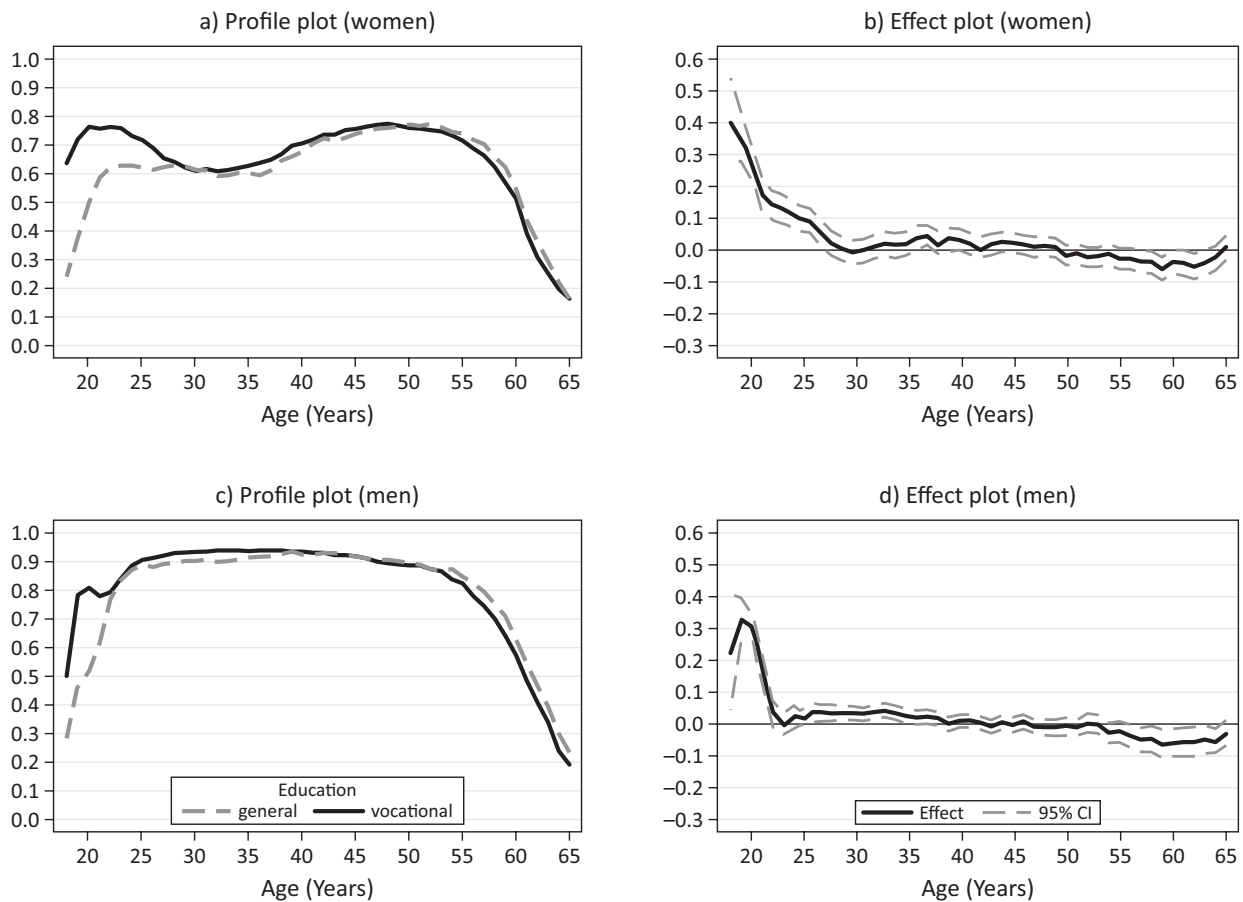 a) Profile plot (women)
1.0
0.9
0.8
0.7
0.6
0.5
0.4
0.3
0.2
0.1
0.0
20 25 30 35 40 45 50 55 60 65
Age (Years)
b) Effect plot (women)
0.6
0.5
0.4
0.3
0.2
0.1
0.0
–0.1
–0.2
–0.3
20 25 30 35 40 45 50 55 60 65
Age (Years)
c) Profile plot (men)
1.0
0.9
0.8
0.7
0.6
0.5
0.4
0.3
0.2
0.1
0.0
Education
general vocational
20 25 30 35 40 45 50 55 60 65
Age (Years)
d) Effect plot (men)
0.6
0.5
0.4
0.3
0.2
0.1
0.0
–0.1
–0.2
–0.3
Effect 95% CI
20 25 30 35 40 45 50 55 60 65
Age (Years)